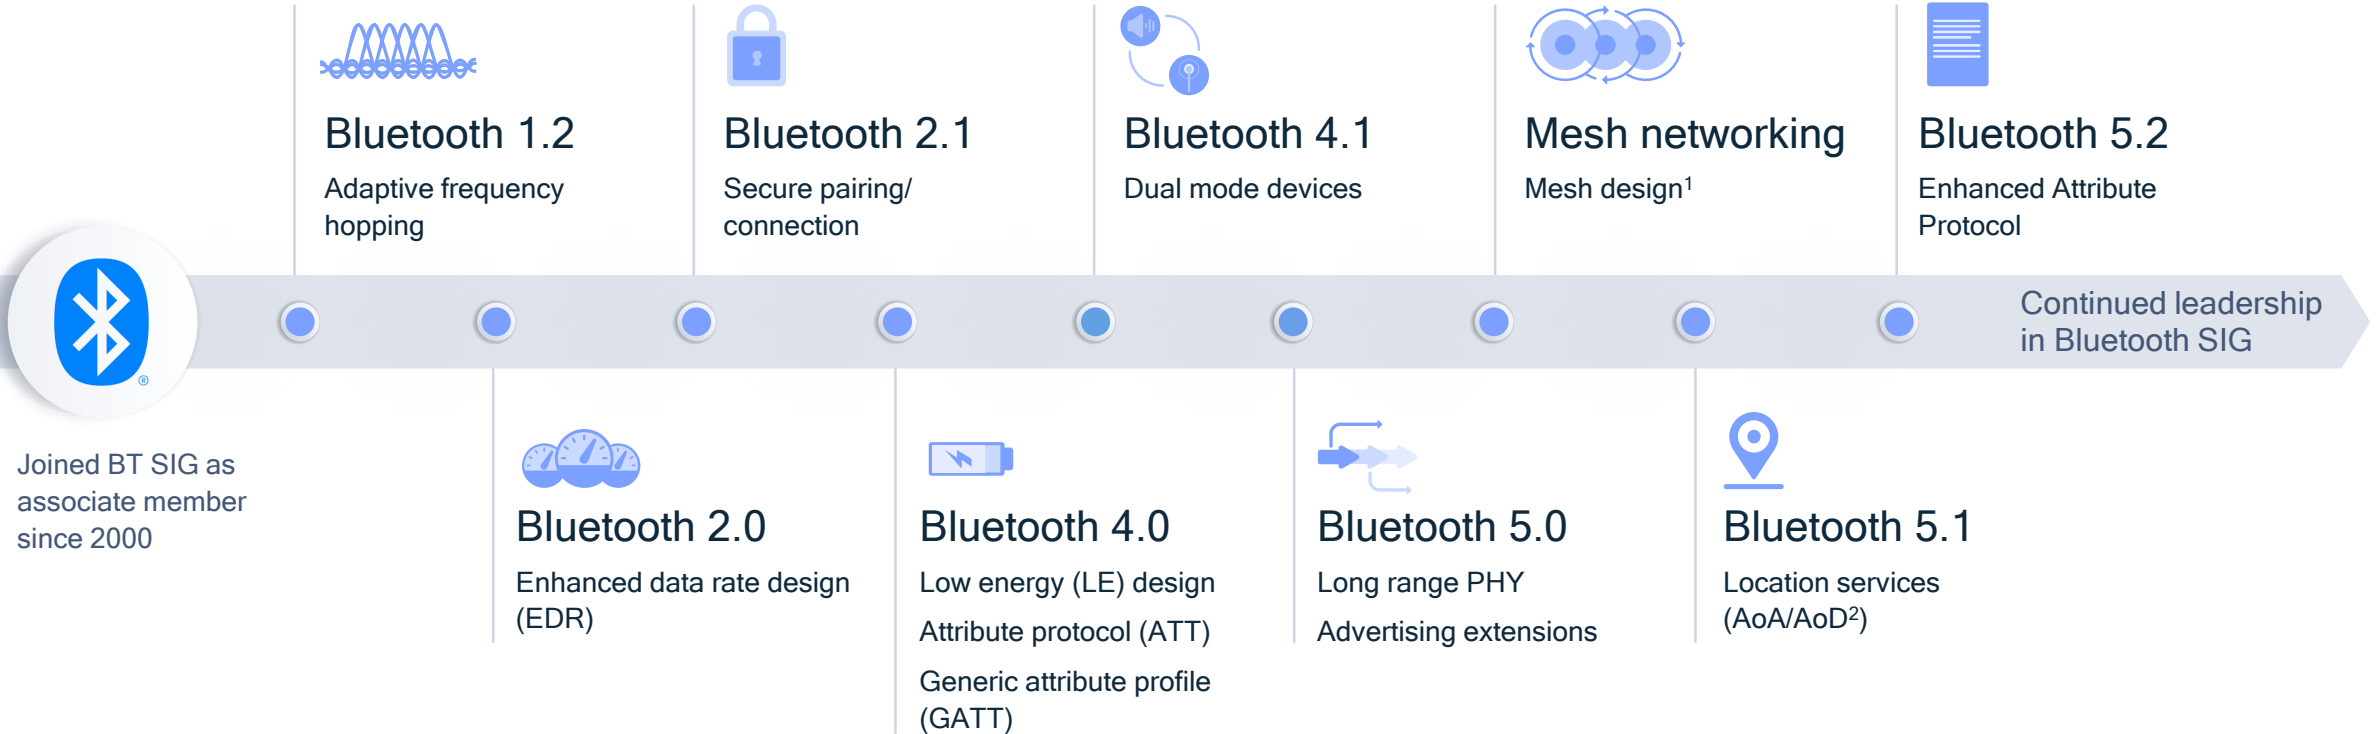 Bluetooth 1.2
Adaptive frequency
hopping
Bluetooth 2.1
Secure pairing/
connection
Bluetooth 4.1
Dual mode devices
Mesh networking
Mesh design¹
Bluetooth 5.2
Enhanced Attribute
Protocol
®
Continued leadership
in Bluetooth SIG
Joined BT SIG as
associate member
since 2000
Bluetooth 2.0
Enhanced data rate design
(EDR)
Bluetooth 4.0
Low energy (LE) design
Attribute protocol (ATT)
Generic attribute profile
(GATT)
Bluetooth 5.0
Long range PHY
Advertising extensions
Bluetooth 5.1
Location services
(AoA/AoD²)